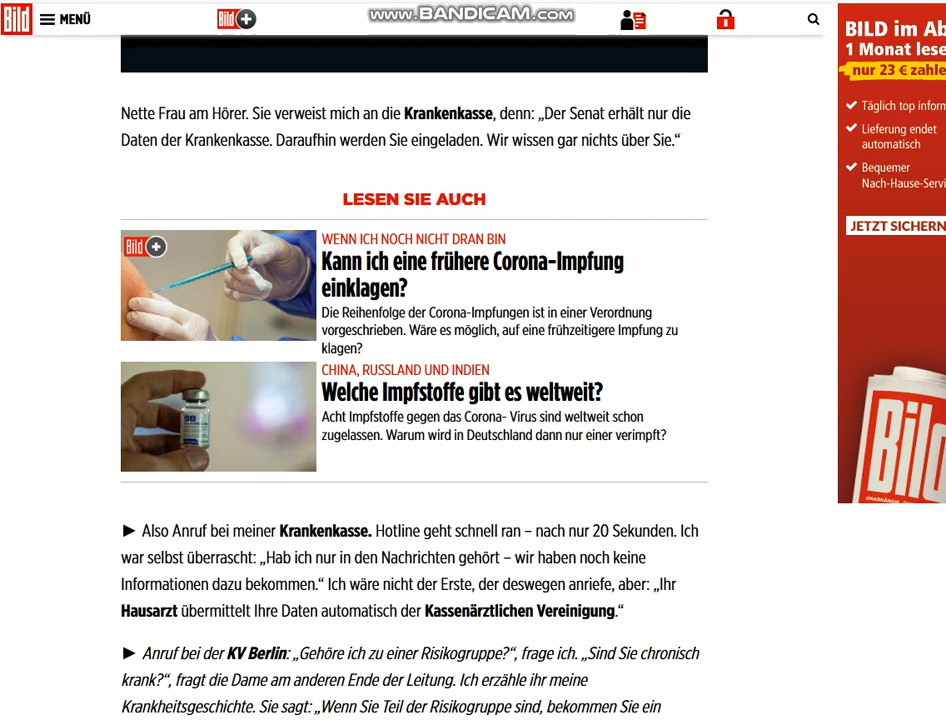 Bild
MENÜ
Bild+
www.BANDICAM.com
Nette Frau am Hörer. Sie verweist mich an die Krankenkasse, denn: „Der Senat erhält nur die
Daten der Krankenkasse. Daraufhin werden Sie eingeladen. Wir wissen gar nichts über Sie.“
LESEN SIE AUCH
Bild+
WENN ICH NOCH NICHT DRAN BIN
Kann ich eine frühere Corona-Impfung
einklagen?
Die Reihenfolge der Corona-Impfungen ist in einer Verordnung
vorgeschrieben. Wäre es möglich, auf eine frühzeitigere Impfung zu
klagen?
CHINA, RUSSLAND UND INDIEN
Welche Impfstoffe gibt es weltweit?
Acht Impfstoffe gegen das Corona- Virus sind weltweit schon
zugelassen. Warum wird in Deutschland dann nur einer verimpft?
► Also Anruf bei meiner Krankenkasse. Hotline geht schnell ran – nach nur 20 Sekunden. Ich
war selbst überrascht: „Hab ich nur in den Nachrichten gehört – wir haben noch keine
Informationen dazu bekommen.“ Ich wäre nicht der Erste, der deswegen anriefe, aber: „Ihr
Hausarzt übermittelt Ihre Daten automatisch der Kassenärztlichen Vereinigung.“
► Anruf bei der KV Berlin: „Gehöre ich zu einer Risikogruppe?“, frage ich. „Sind Sie chronisch
krank?“, fragt die Dame am anderen Ende der Leitung. Ich erzähle ihr meine
Krankheitsgeschichte. Sie sagt: „Wenn Sie Teil der Risikogruppe sind, bekommen Sie ein
BILD im Ab
1 Monat lese
nur 23 € zahle
Täglich top inform
Lieferung endet
automatisch
Bequemer
Nach-Hause-Servi
JETZT SICHERN
Bild